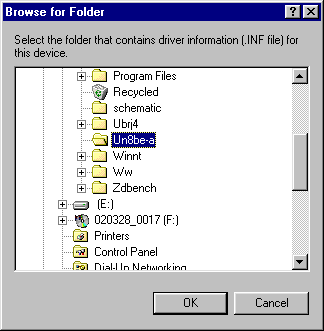 Browse for Folder
Select the folder that contains driver information (.INF file) for
this device.
Program Files
Recycled
schematic
Ubrj4
Un8be-a
Winnt
Ww
Zdbench
(E:)
020328_0017 (F:)
Printers
Control Panel
Dial-Up Networking
OK
Cancel